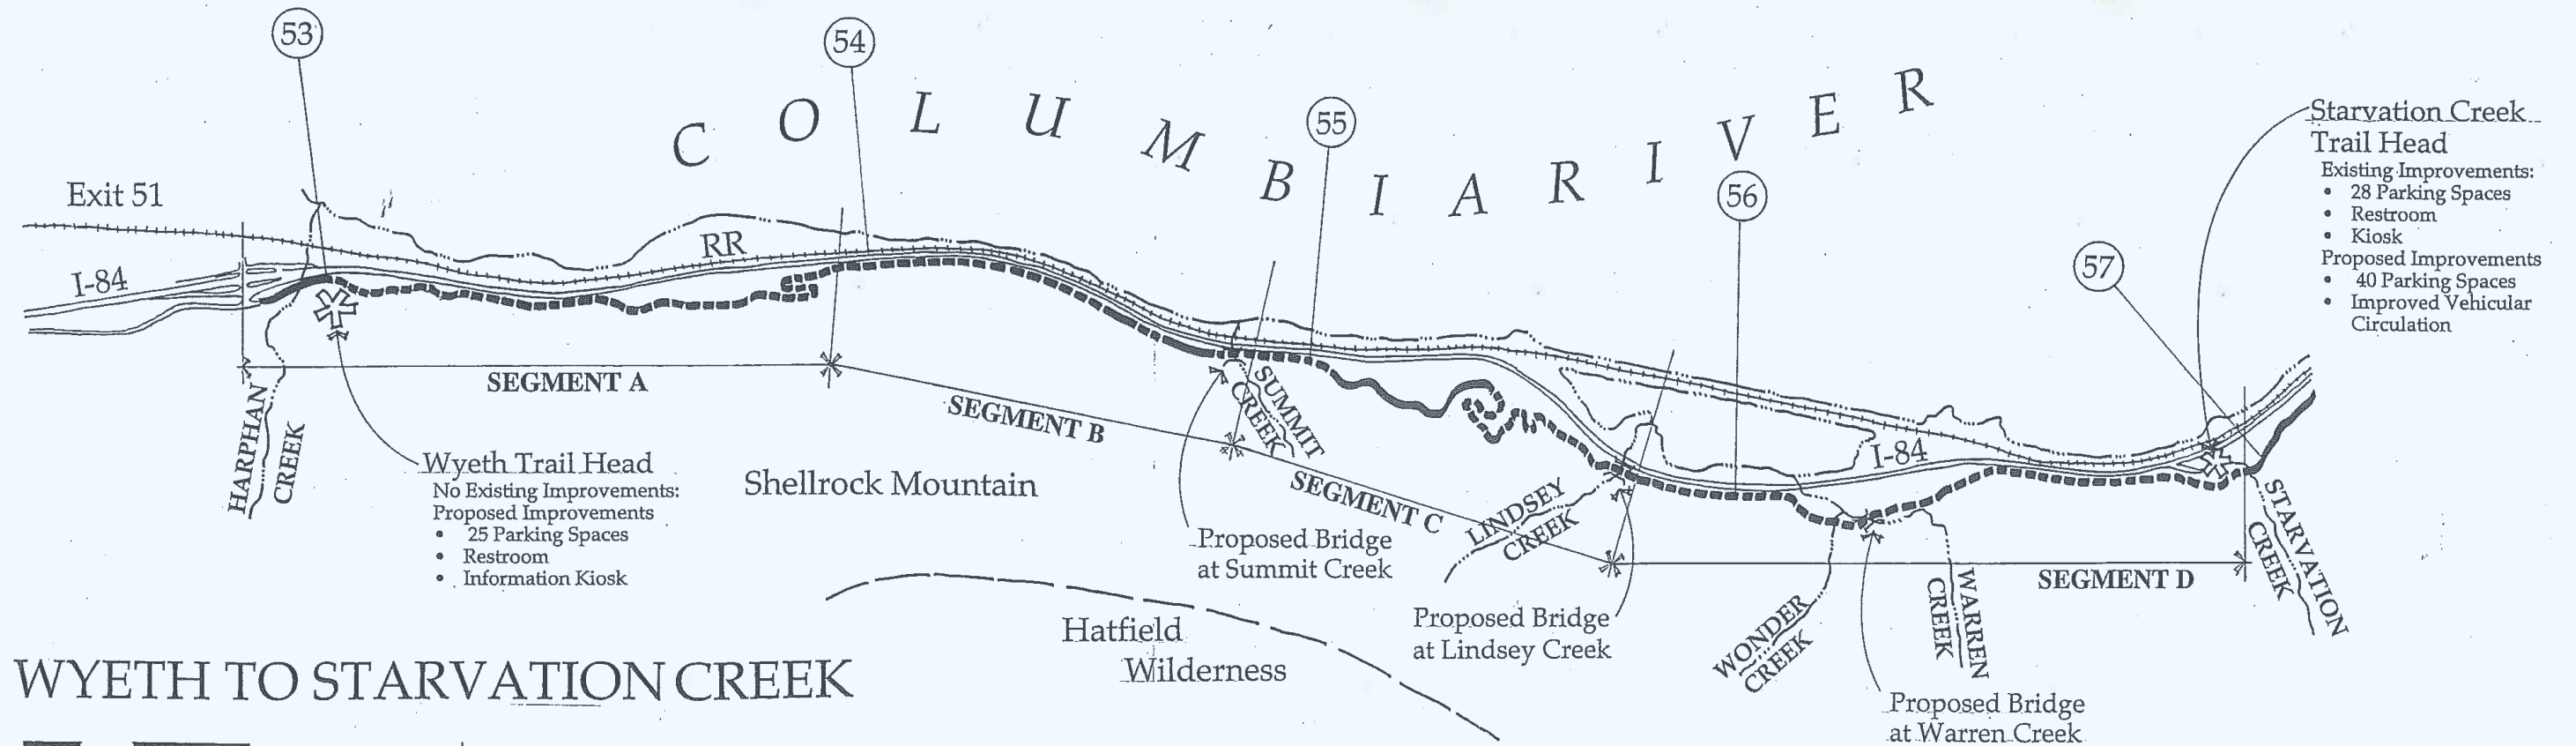 53
54
55
56
57
COLUMBIA RIVER
Exit 51
I-84
RR
I-84
Starvation Creek
Trail Head
Existing Improvements:
• 28 Parking Spaces
• Restroom
• Kiosk
Proposed Improvements
• 40 Parking Spaces
• Improved Vehicular
Circulation
SEGMENT A
SEGMENT B
SEGMENT C
SEGMENT D
HARPHAN
CREEK
SUMMIT
CREEK
LINDSEY
CREEK
WONDER
CREEK
WARREN
CREEK
STARVATION
CREEK
Wyeth Trail Head
No Existing Improvements:
Proposed Improvements
• 25 Parking Spaces
• Restroom
• Information Kiosk
Shellrock Mountain
Proposed Bridge
at Summit Creek
Hatfield
Wilderness
Proposed Bridge
at Lindsey Creek
Proposed Bridge
at Warren Creek
WYETH TO STARVATION CREEK